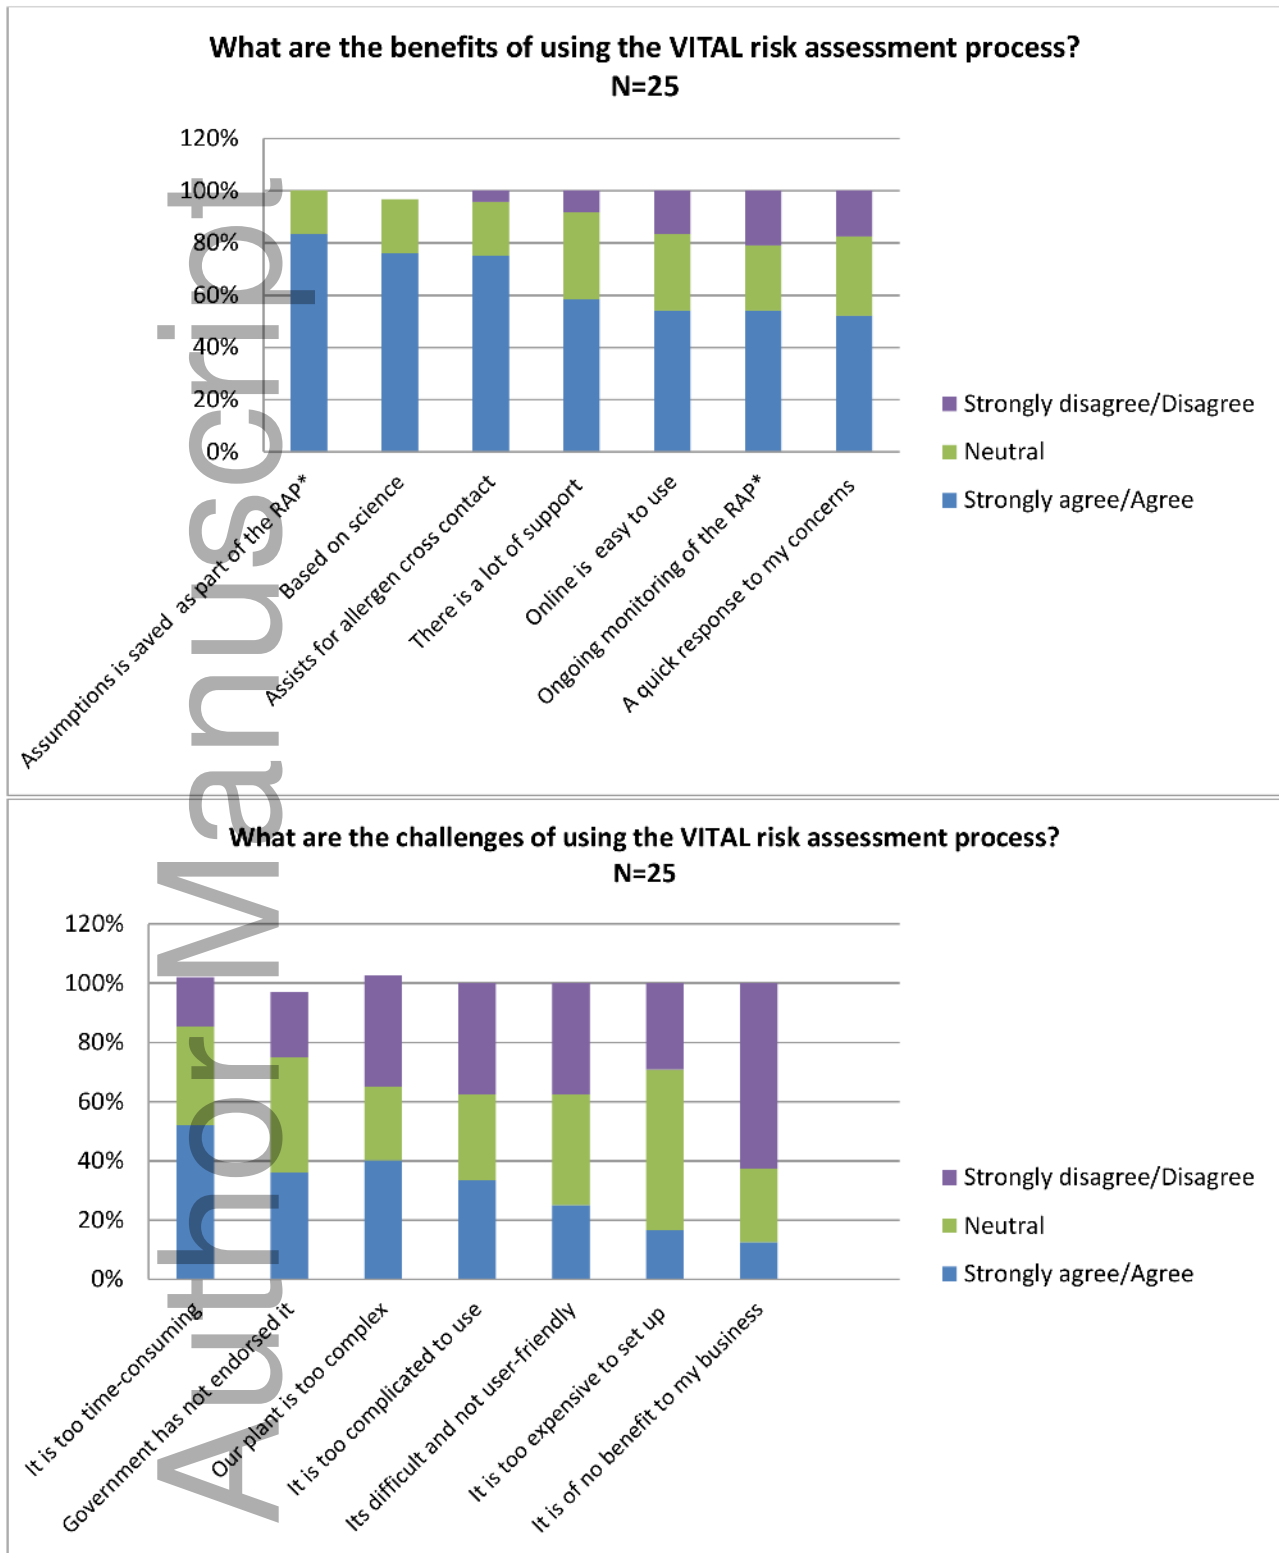 What are the benefits of using the VITAL risk assessment process?
N=25
120%
100%
80%
60%
40%
20%
0%
Assumptions is saved as part of the RAP*
Based on science
Assists for allergen cross contact
There is a lot of support
Online is easy to use
Ongoing monitoring of the RAP*
A quick response to my concerns
Strongly disagree/Disagree
Neutral
Strongly agree/Agree
What are the challenges of using the VITAL risk assessment process?
N=25
120%
100%
80%
60%
40%
20%
0%
It is too time-consuming
Government has not endorsed it
Our plant is too complex
It is too complicated to use
Its difficult and not user-friendly
It is too expensive to set up
It is of no benefit to my business
Strongly disagree/Disagree
Neutral
Strongly agree/Agree
Author Manuscript